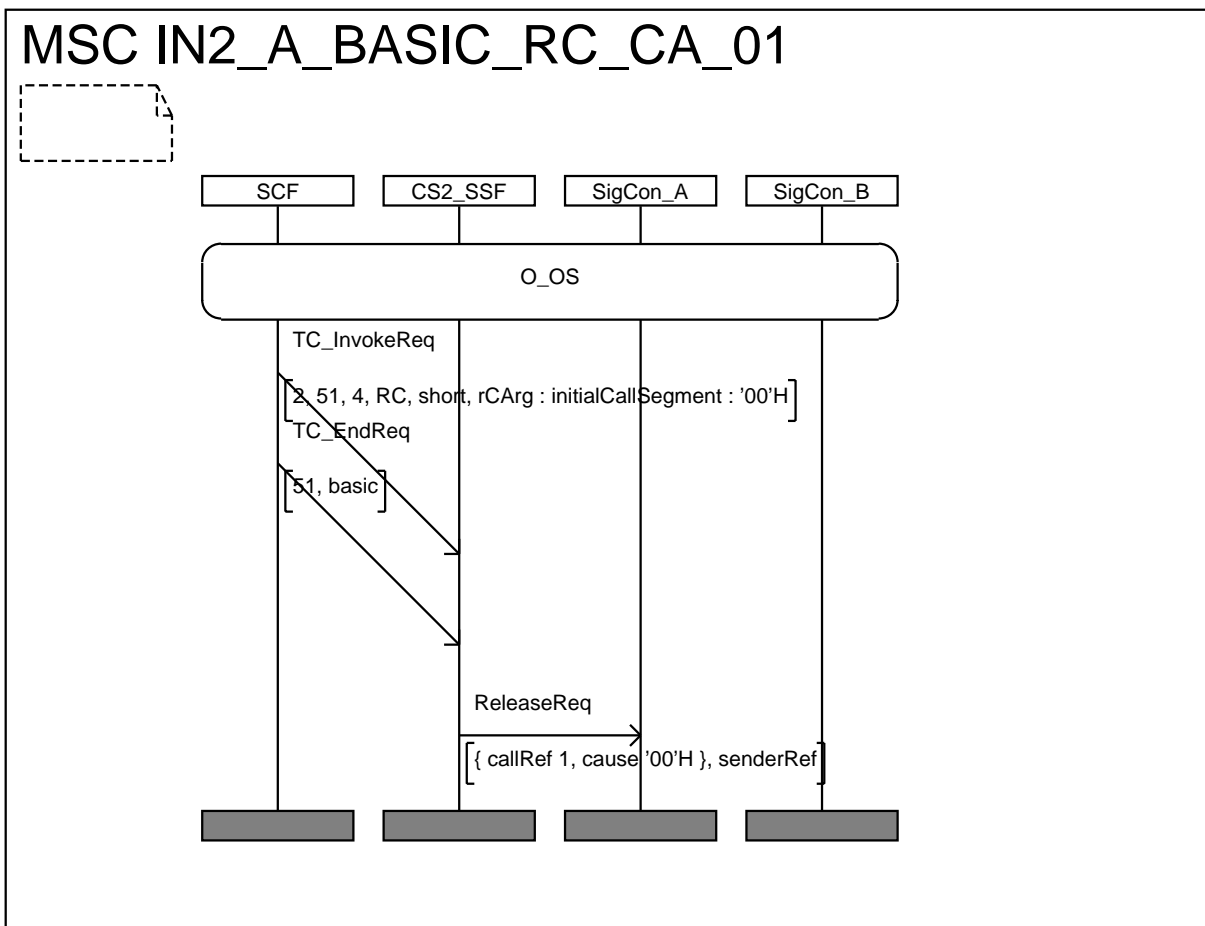 MSC IN2_A_BASIC_RC_CA_01
SCF CS2_SSF SigCon_A SigCon_B
O_OS
TC_InvokeReq
2, 51, 4, RC, short, rCArg : initialCallSegment : ’00’H
TC_EndReq
51, basic
ReleaseReq
{ callRef 1, cause ’00’H }, senderRef